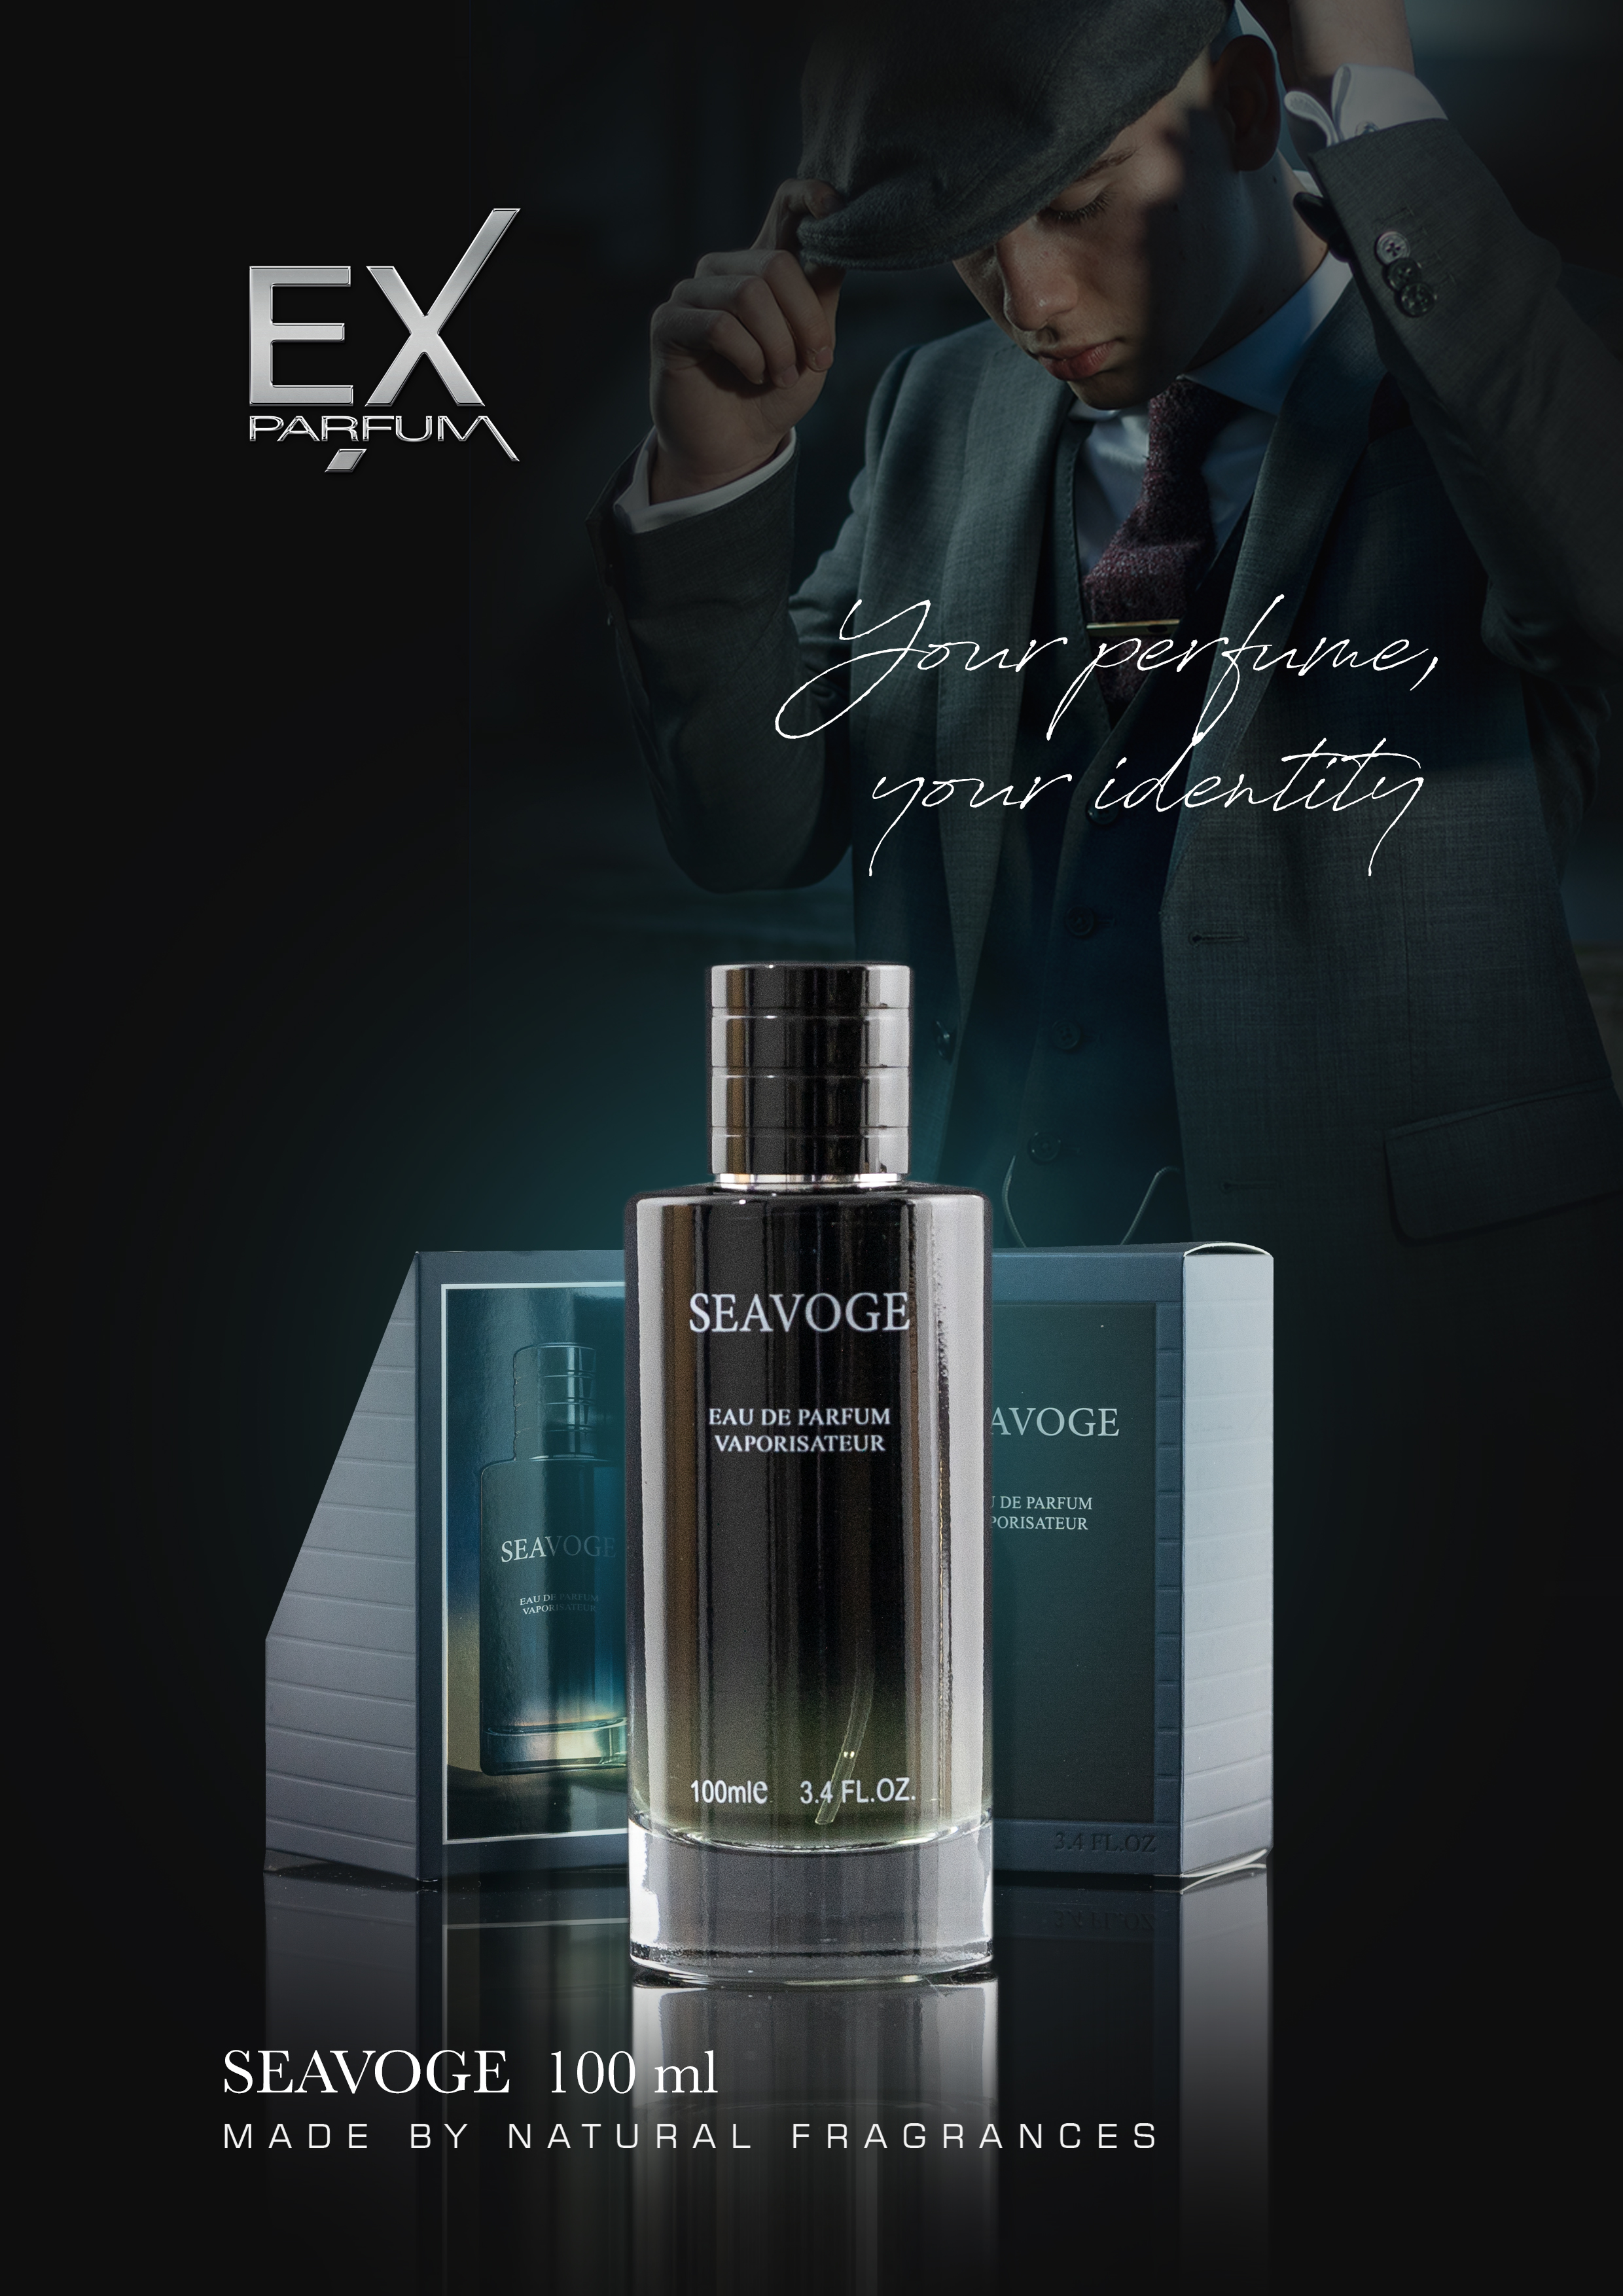 EX
PARFUM
Your perfume,
your identity
SEAVOGE
EAU DE PARFUM
VAPORISATEUR
100mle 3.4 FL.OZ.
SEAVOGE
EAU DE PARFUM
VAPORISATEUR
AVOGE
DE PARFUM
PORISATEUR
3.4 FL.OZ
SEAVOGE 100 ml
MADE BY NATURAL FRAGRANCES